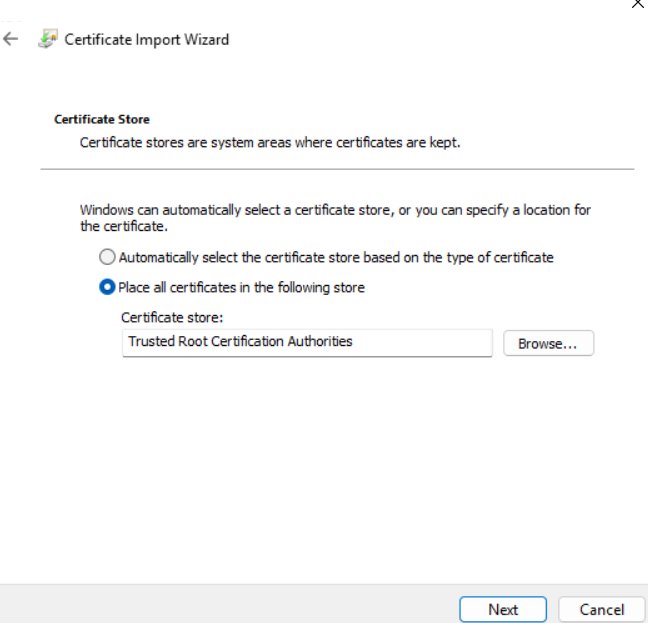 Certificate Import Wizard
Certificate Store
Certificate stores are system areas where certificates are kept.
Windows can automatically select a certificate store, or you can specify a location for
the certificate.
Automatically select the certificate store based on the type of certificate
Place all certificates in the following store
Certificate store:
Trusted Root Certification Authorities
Browse...
Next
Cancel